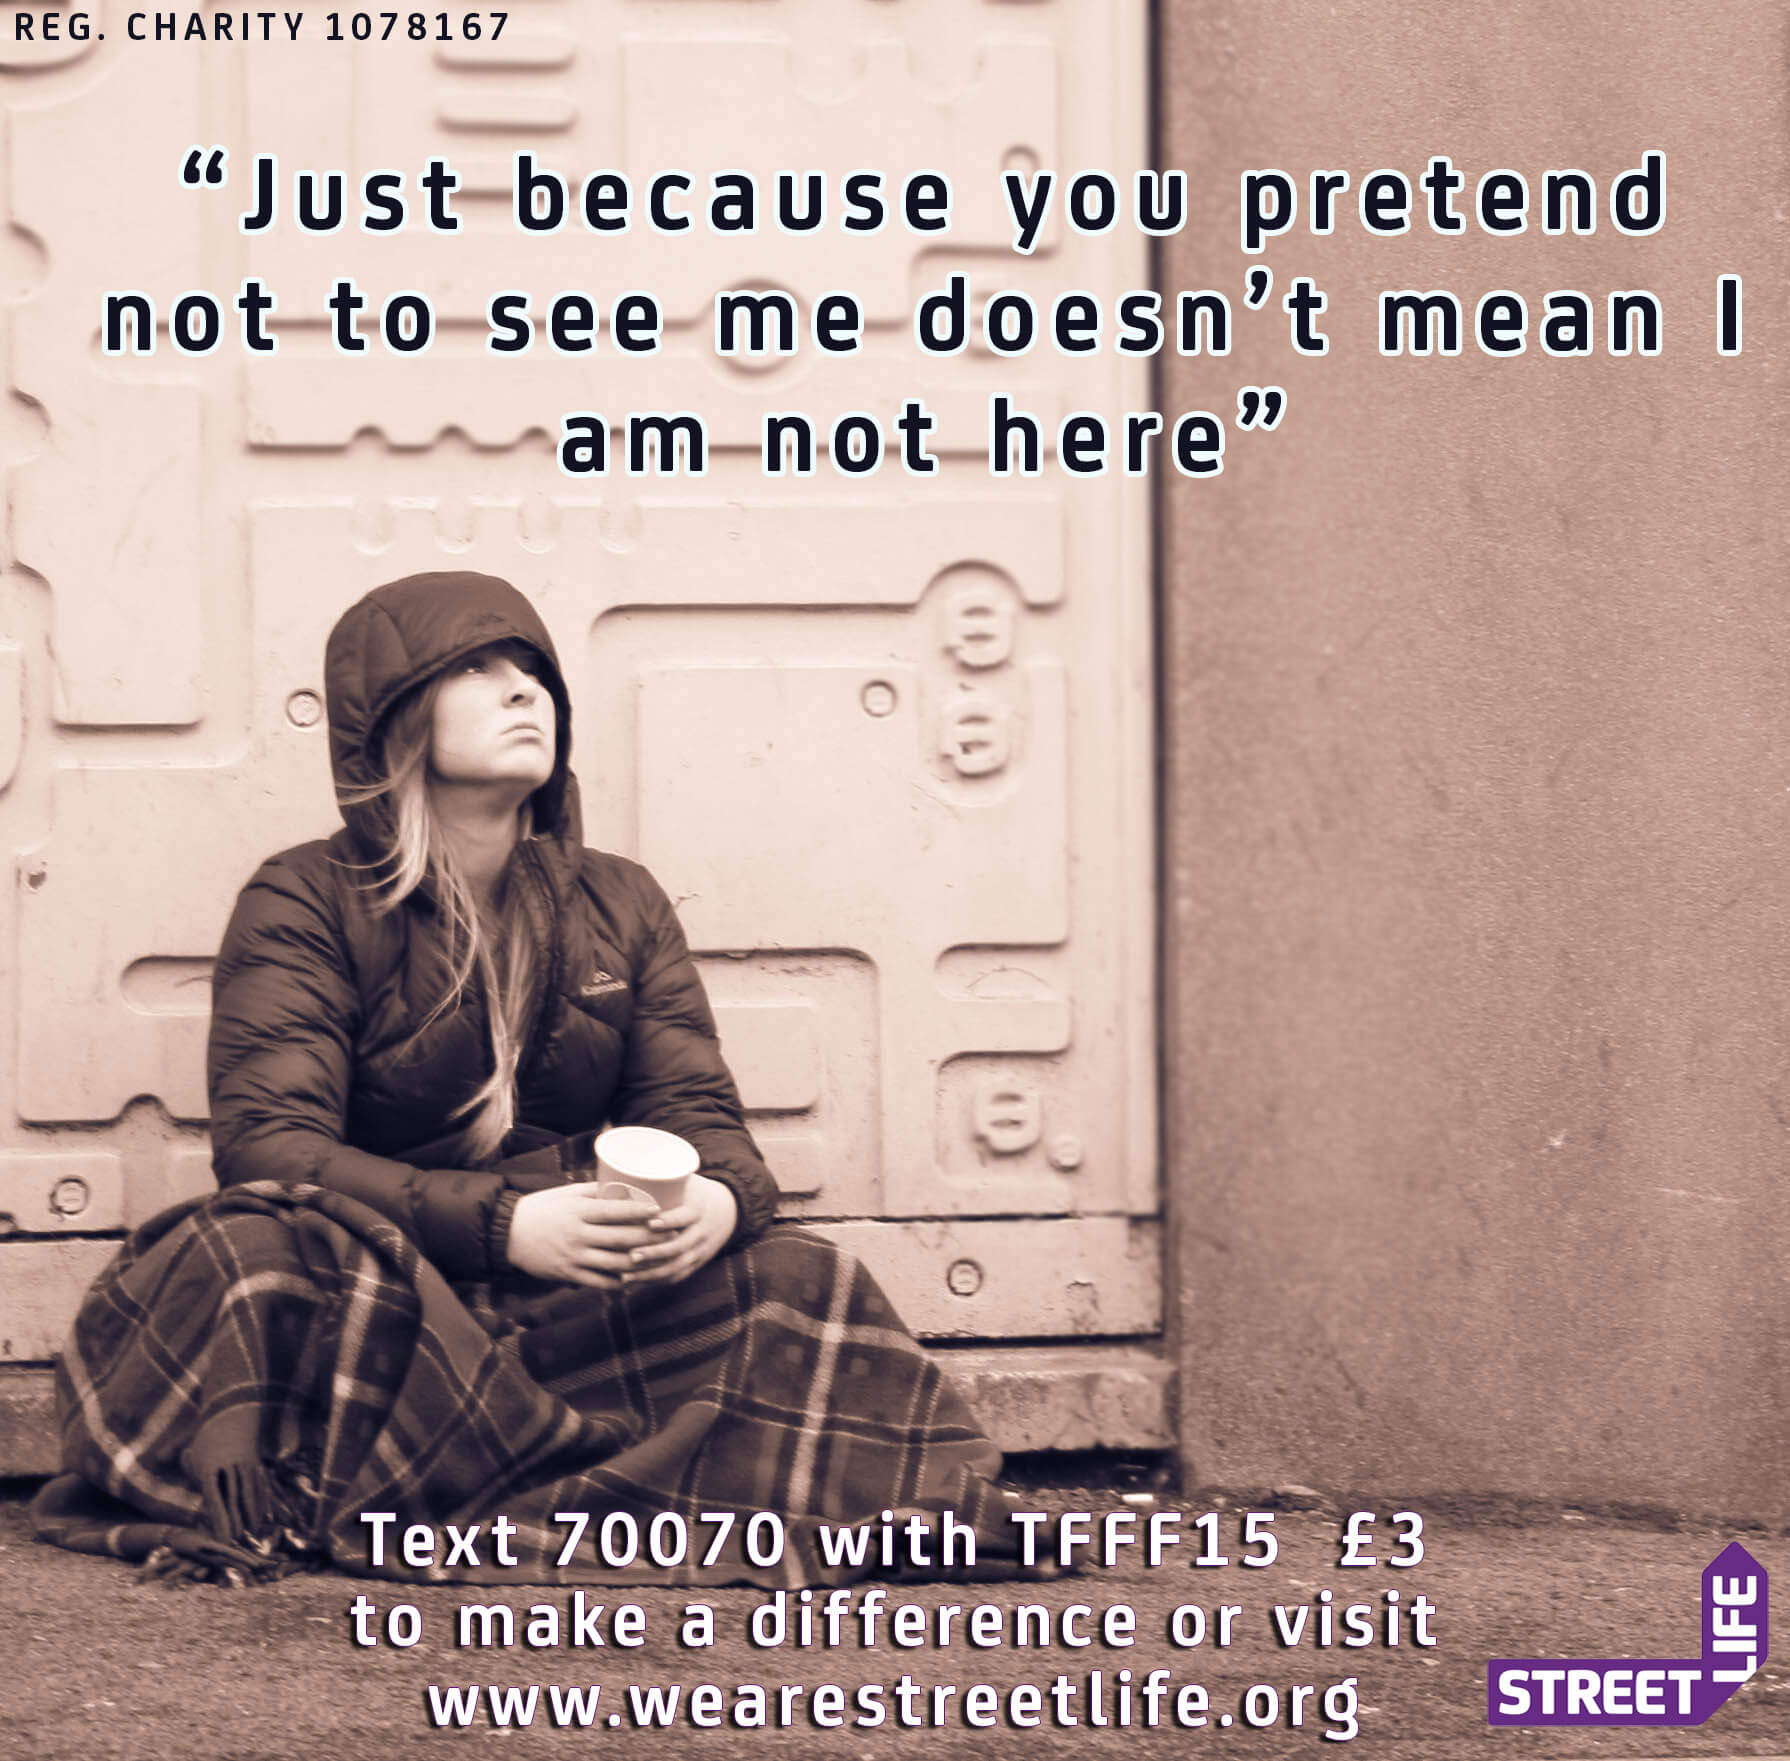 REG. CHARITY 1078167
“Just because you pretend
not to see me doesn’t mean I
am not here”
Text 70070 with TFFF15 £3
to make a difference or visit
www.wearestreetlife.org
STREET
LIFE